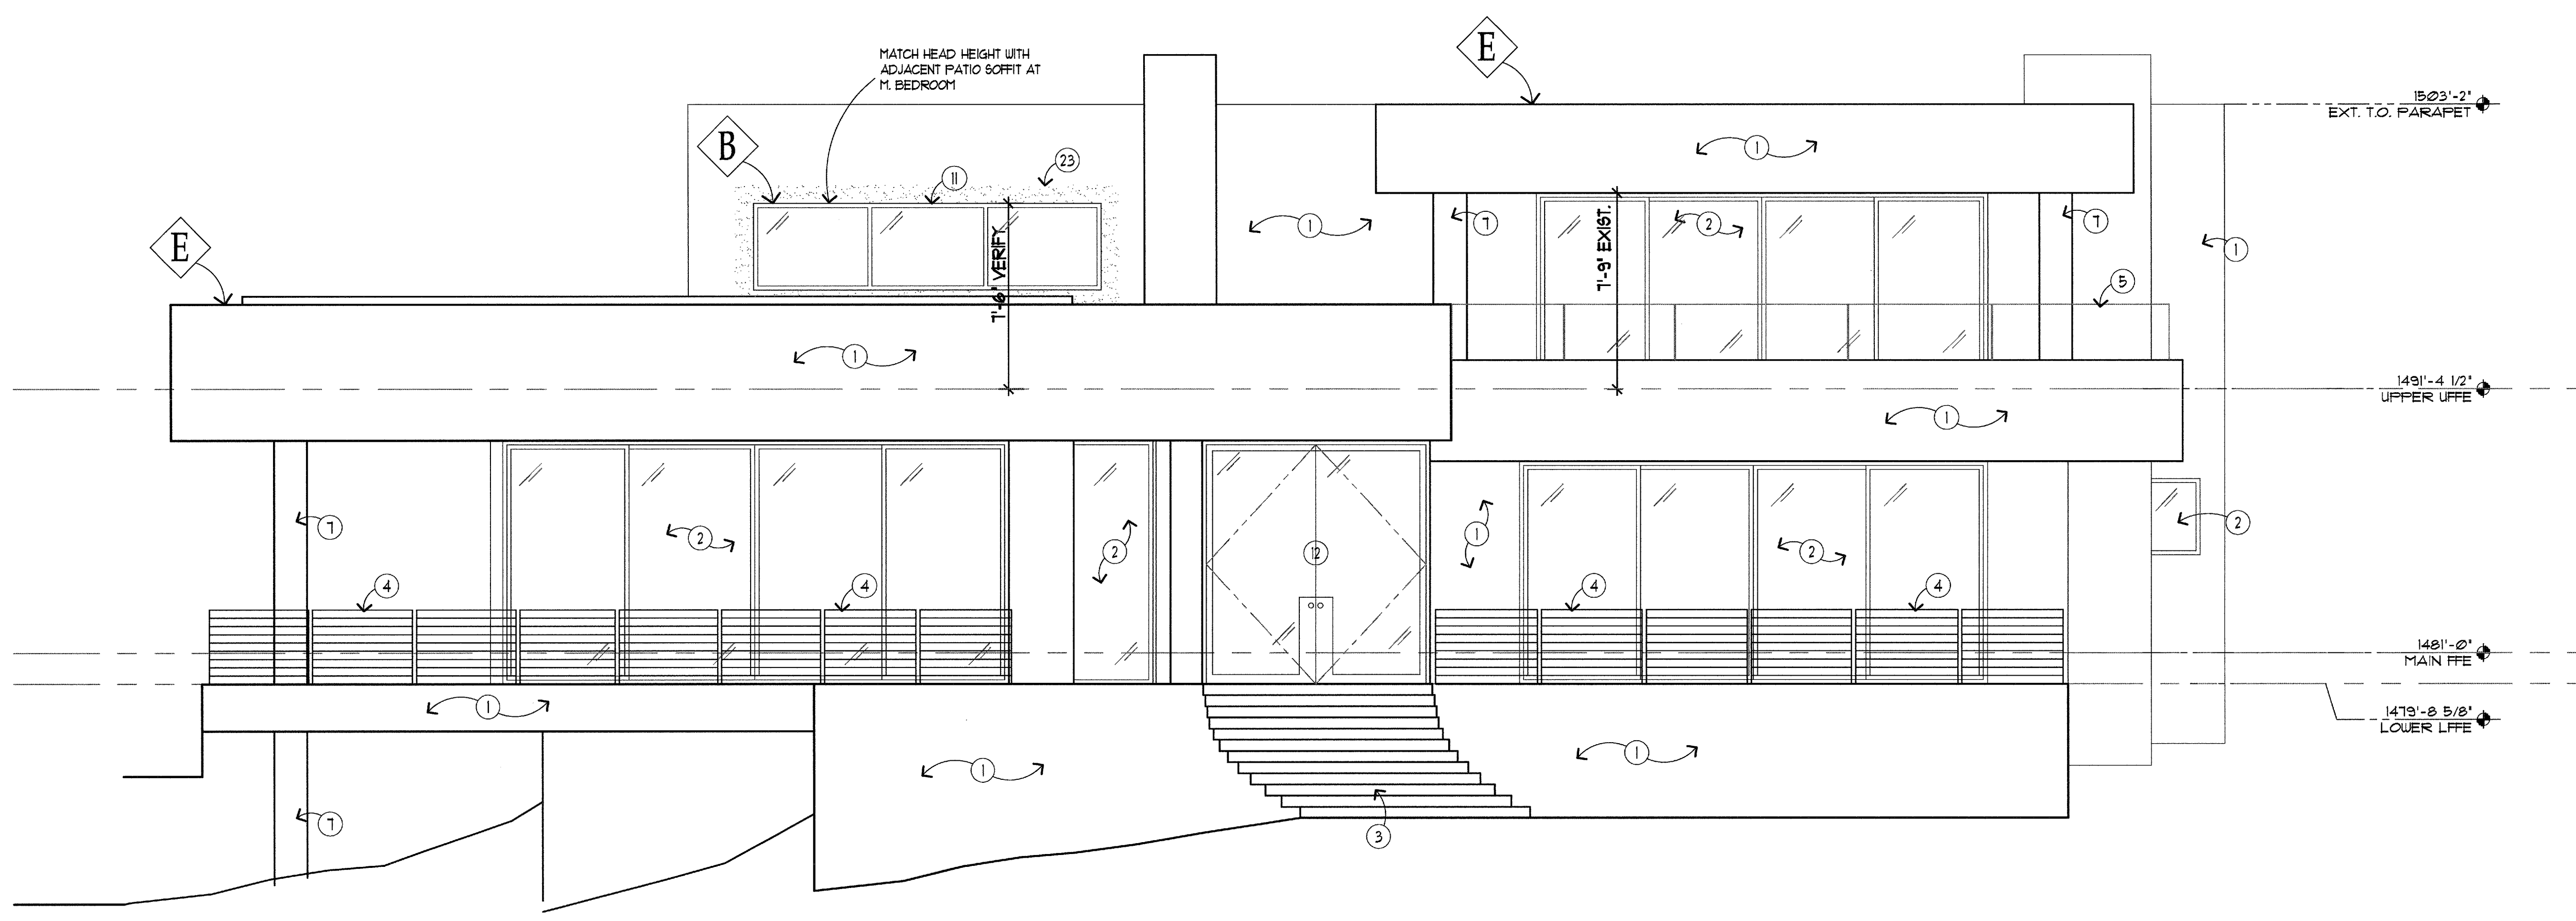 MATCH HEAD HEIGHT WITH
ADJACENT PATIO SOFFIT AT
M. BEDROOM
E
B
E
11
23
1
1
7
2
7
1
5
7'-6" VERIFY
7'-9" EXIST.
1503'-2"
EXT. T.O. PARAPET
1
1
1491'-4 1/2"
UPPER UFFE
7
2
2
12
1
2
2
4
4
4
4
1481'-0"
MAIN FFE
1
1
1
1479'-8 5/8"
LOWER LFFE
7
3